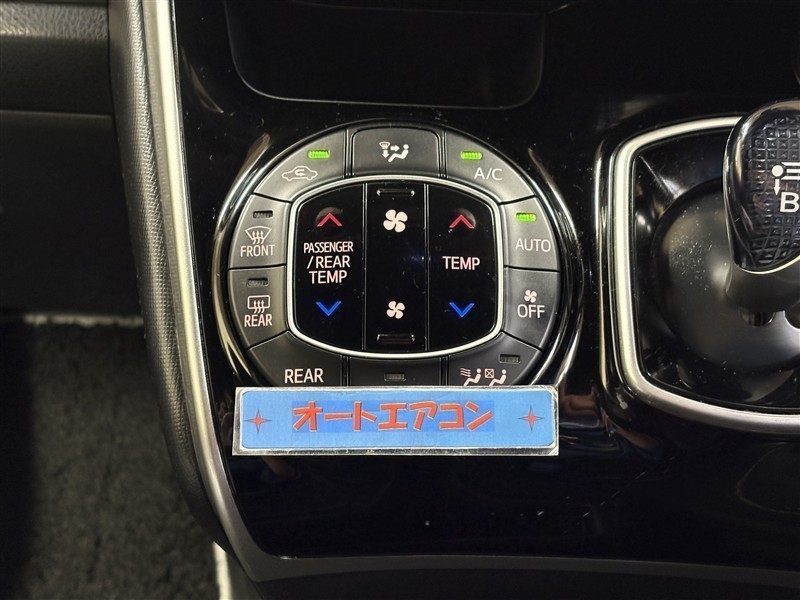 A/C
FRONT
PASSENGER
/REAR
TEMP
TEMP
AUTO
REAR
OFF
REAR
B
オートエアコン